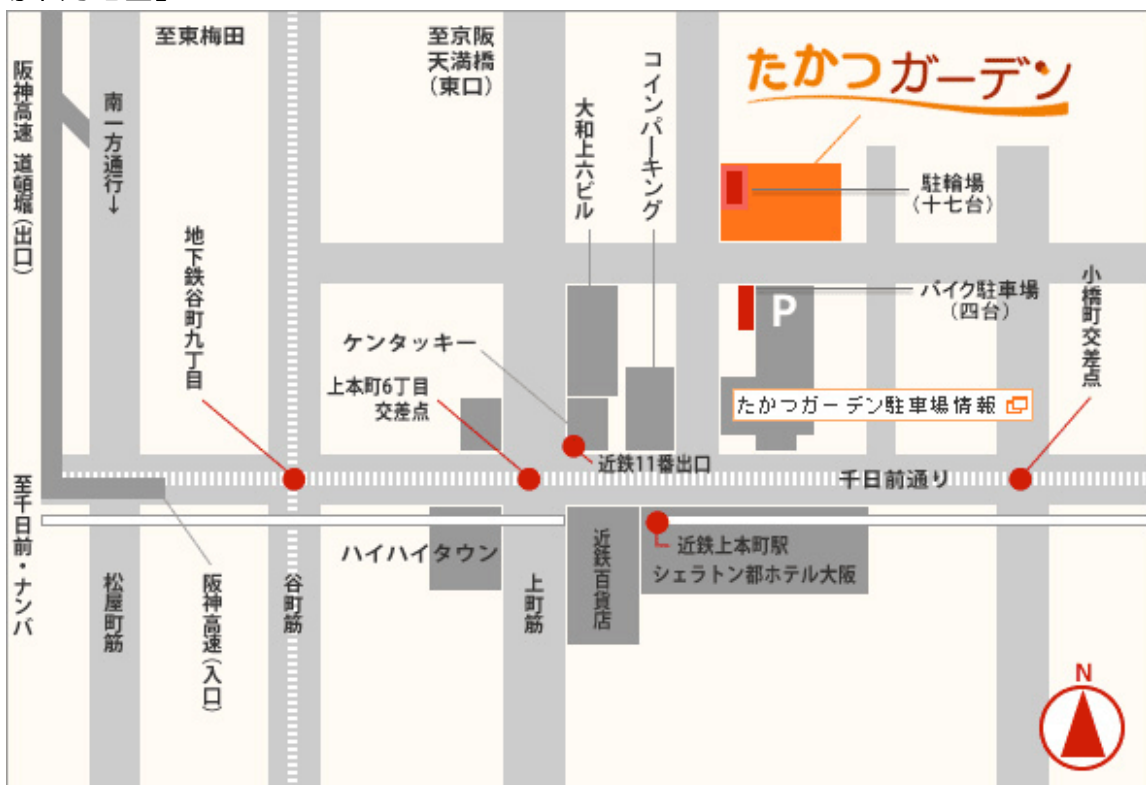 至東梅田
至京阪
天満橋
（東口）
たかつガーデン
コインパーキング
阪神高速 道頓堀（出口）
南一方通行↓
大和上六ビル
駐輪場
（十七台）
地下鉄谷町九丁目
小橋町交差点
バイク駐車場
（四台）
P
ケンタッキー
上本町6丁目
交差点
たかつガーデン駐車場情報
近鉄11番出口
千日前通り
至千日前・ナンバ
ハイハイタウン
近鉄百貨店
近鉄上本町駅
シェラトン都ホテル大阪
松屋町筋
阪神高速（入口）
谷町筋
上町筋
N